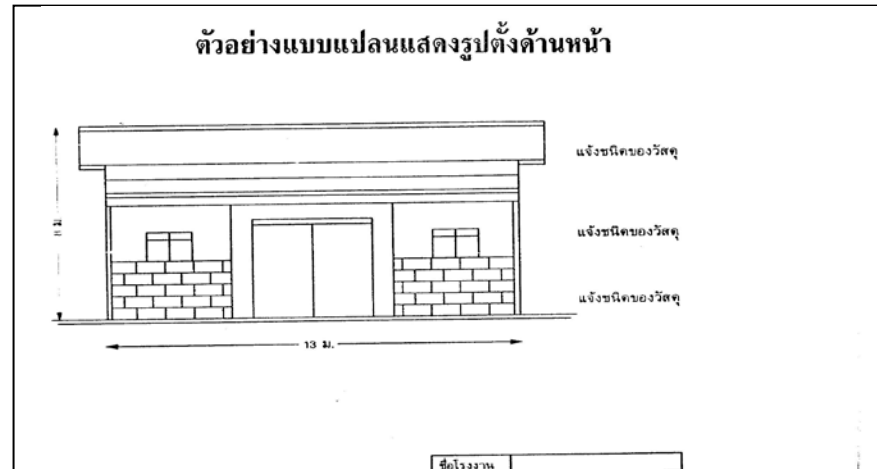 ตัวอย่างแบบแปลนแสดงรูปตั้งด้านหน้า
แจ้งชนิดของวัสดุ
แจ้งชนิดของวัสดุ
แจ้งชนิดของวัสดุ
13 ม.
ชื่อโรงงาน